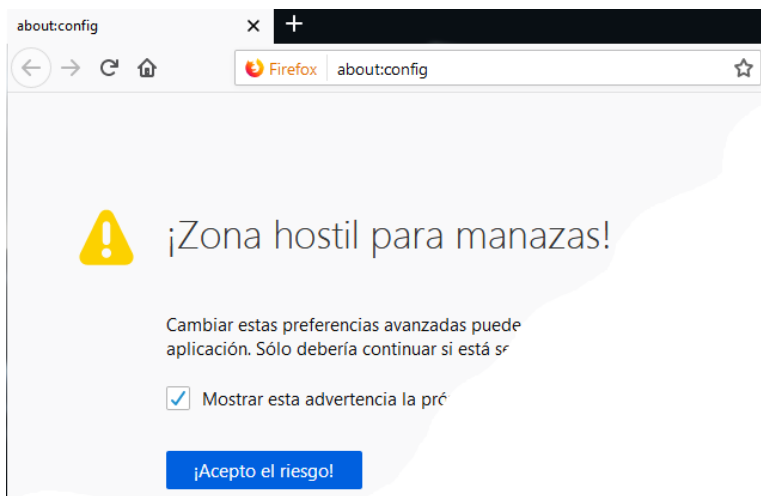 about:config
Firefox about:config
¡Zona hostil para manazas!
Cambiar estas preferencias avanzadas puede
aplicación. Sólo debería continuar si está
Mostrar esta advertencia la
¡Acepto el riesgo!